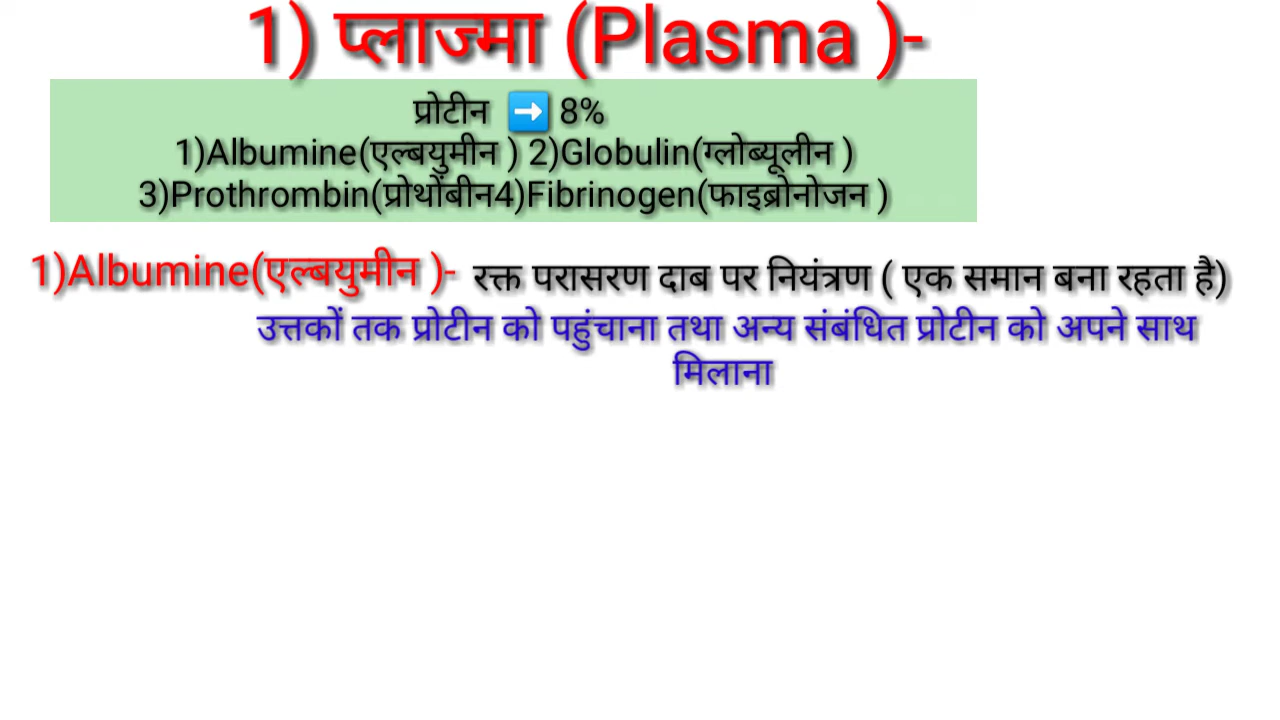 1) प्लाज्मा (Plasma )-
प्रोटीन ➡ 8%
1)Albumine(एल्बयुमीन ) 2)Globulin(ग्लोब्यूलीन )
3)Prothrombin(प्रोथोंबीन4)Fibrinogen(फाइब्रोनोजन )
1)Albumine(एल्बयुमीन )- रक्त परासरण दाब पर नियंत्रण ( एक समान बना रहता है)
उत्तकों तक प्रोटीन को पहुंचाना तथा अन्य संबंधित प्रोटीन को अपने साथ
मिलाना